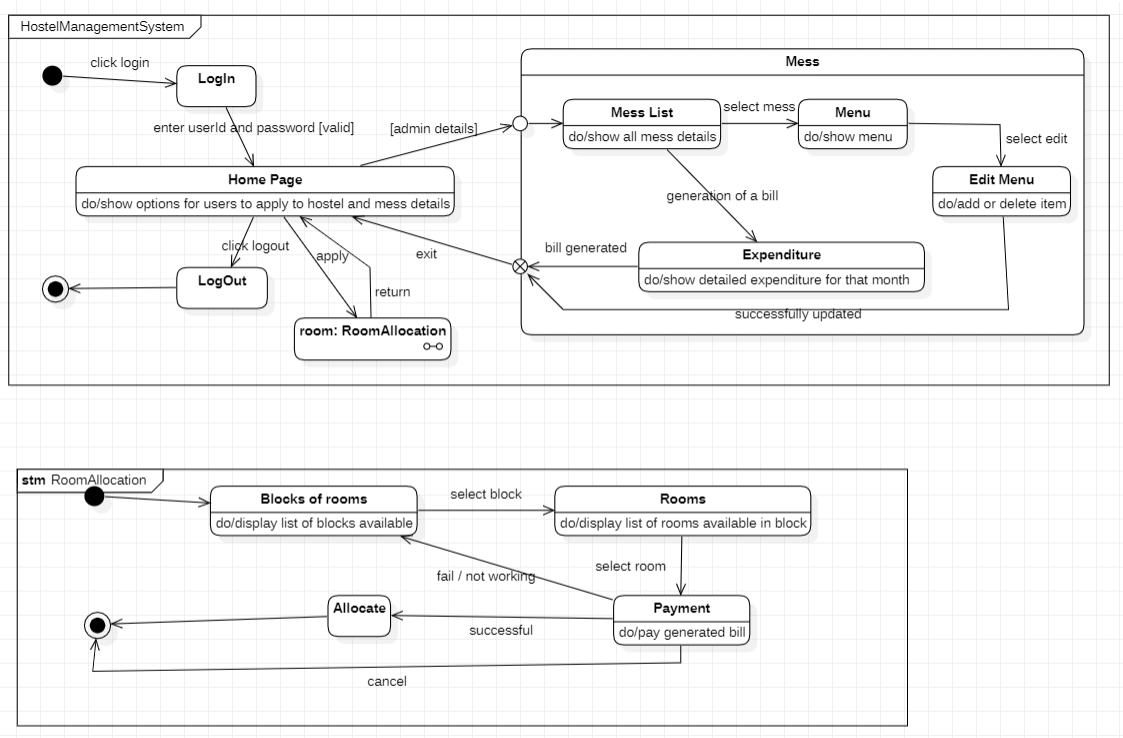 HostelManagementSystem
click login
LogIn
Mess
enter userId and password [valid]
[admin details]
Mess List
do/show all mess details
select mess
Menu
do/show menu
select edit
Home Page
do/show options for users to apply to hostel and mess details
Edit Menu
do/add or delete item
generation of a bill
click logout
apply
exit
bill generated
Expenditure
do/show detailed expenditure for that month
LogOut
return
successfully updated
room: RoomAllocation
stm RoomAllocation
Blocks of rooms
do/display list of blocks available
select block
Rooms
do/display list of rooms available in block
fail / not working
select room
Allocate
successful
Payment
do/pay generated bill
cancel